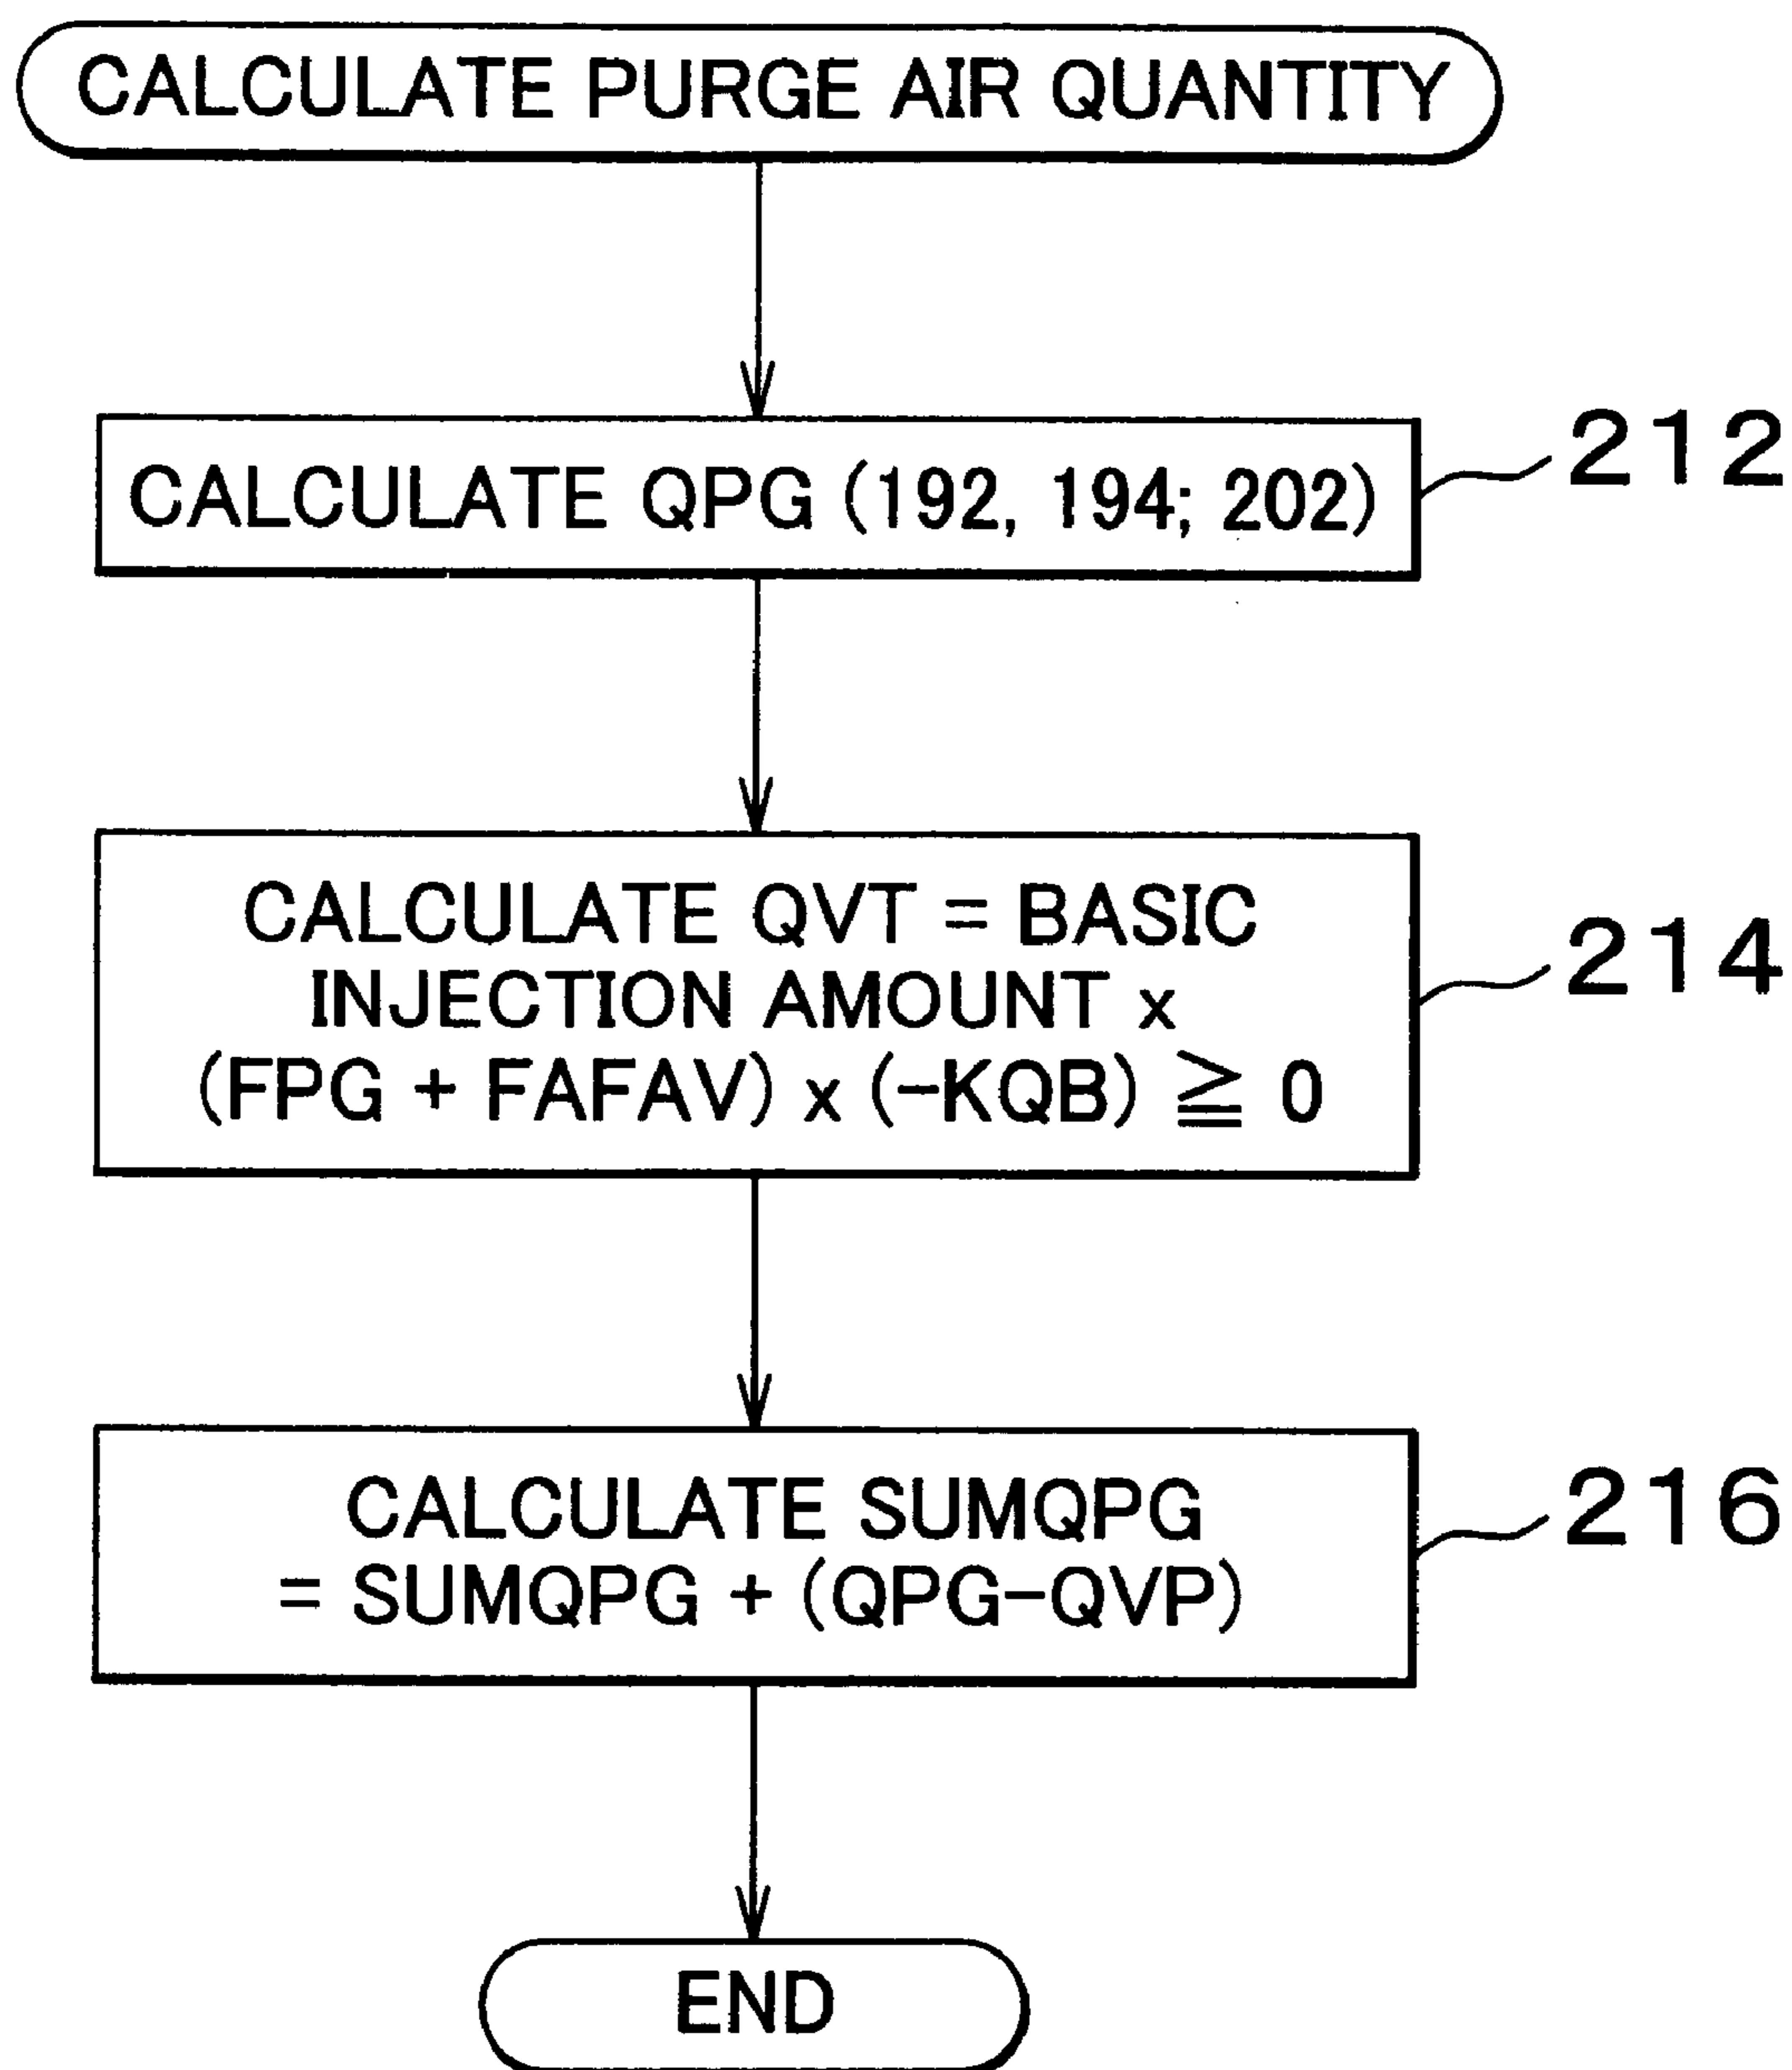 CALCULATE PURGE AIR QUANTITY
CALCULATE QPG (192, 194; 202)
212
CALCULATE QVT = BASIC
INJECTION AMOUNT x
(FPG + FAFAV) x (-KQB) ≧ 0
214
CALCULATE SUMQPG
= SUMQPG + (QPG-QVP)
216
END